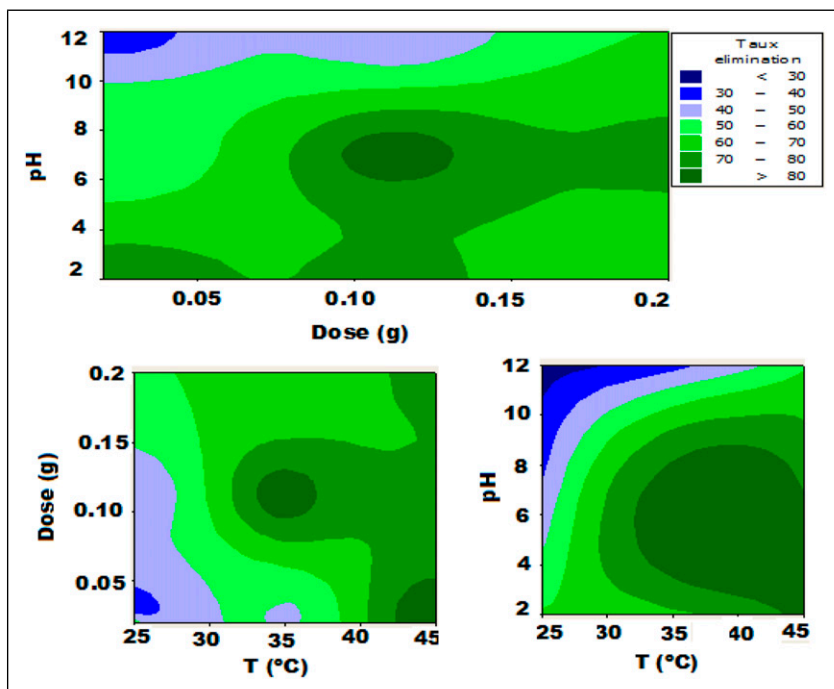 12
10
8
6
4
2
pH
0.05
0.10
0.15
0.2
Dose (g)
Taux
elimination
< 30
30 – 40
40 – 50
50 – 60
60 – 70
70 – 80
> 80
0.2
0.15
0.10
0.05
Dose (g)
25
30
35
40
45
T (°C)
12
10
8
6
4
2
pH
25
30
35
40
45
T (°C)